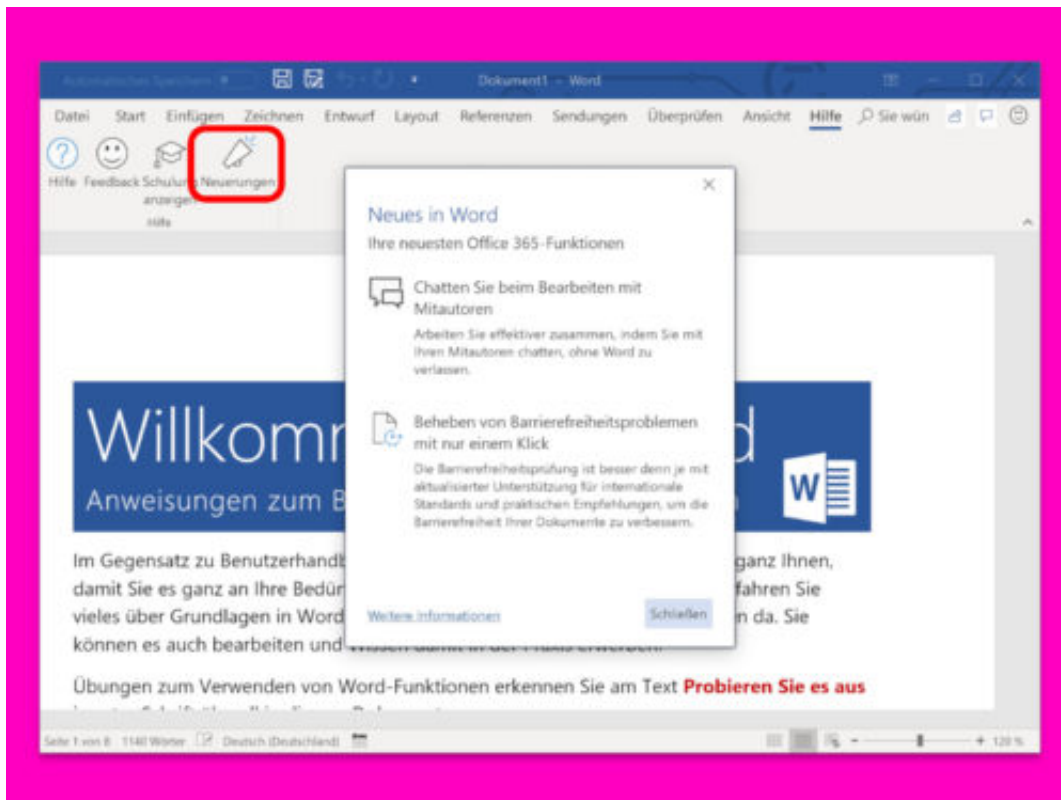 Automatisches Speichern
Dokument1 - Word
Datei Start Einfügen Zeichnen Entwurf Layout Referenzen Sendungen Überprüfen Ansicht Hilfe Sie wün
Hilfe Feedback Schulung Neuerungen
anzeigen
Hilfe
Neues in Word
Ihre neuesten Office 365-Funktionen
Chatten Sie beim Bearbeiten mit
Mitautoren
Arbeiten Sie effektiver zusammen, indem Sie mit
Ihren Mitautoren chatten, ohne Word zu
verlassen.
Beheben von Barrierefreiheitsproblemen
mit nur einem Klick
Die Barrierefreiheitsprüfung ist besser denn je mit
aktualisierter Unterstützung für internationale
Standards und praktischen Empfehlungen, um die
Barrierefreiheit Ihrer Dokumente zu verbessern.
Weitere Informationen Schließen
Willkomm d
Anweisungen zum B
W
Im Gegensatz zu Benutzerhandb ganz Ihnen,
damit Sie es ganz an Ihre Bedür fahren Sie
vieles über Grundlagen in Word n da. Sie
können es auch bearbeiten und
Übungen zum Verwenden von Word-Funktionen erkennen Sie am Text Probieren Sie es aus
Seite 1 von 8 1140 Wörter Deutsch (Deutschland) 120 %